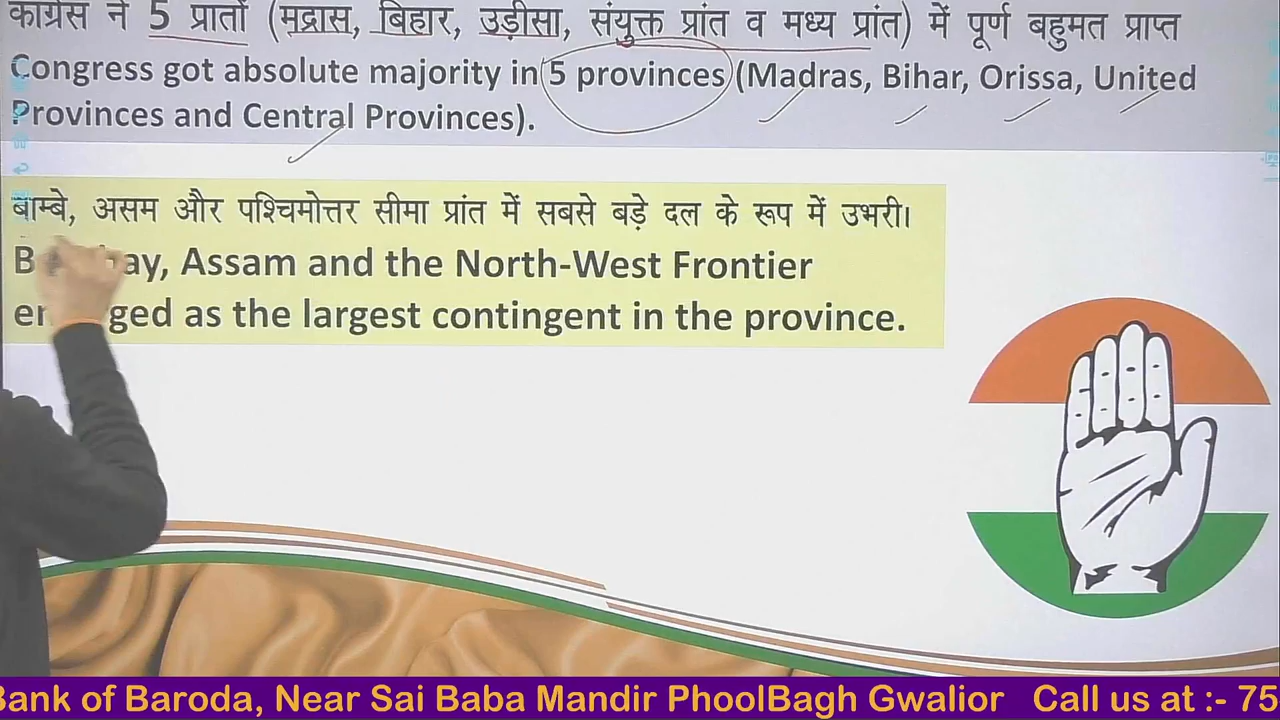 कांग्रेस ने 5 प्रांतों (मद्रास, बिहार, उड़ीसा, संयुक्त प्रांत व मध्य प्रांत) में पूर्ण बहुमत प्राप्त
Congress got absolute majority in 5 provinces (Madras, Bihar, Orissa, United
Provinces and Central Provinces).
बाम्बे, असम और पश्चिमोत्तर सीमा प्रांत में सबसे बड़े दल के रूप में उभरी।
Assam and the North-West Frontier
as the largest contingent in the province.
Bank of Baroda, Near Sai Baba Mandir PhoolBagh Gwalior Call us at :- 75